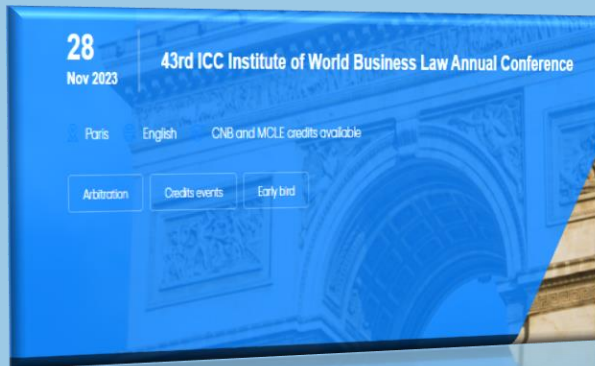 28
Nov 2023
43rd ICC Institute of World Business Law Annual Conference
Paris English CNB and MCLE credits available
Arbitration Credits events Early bird